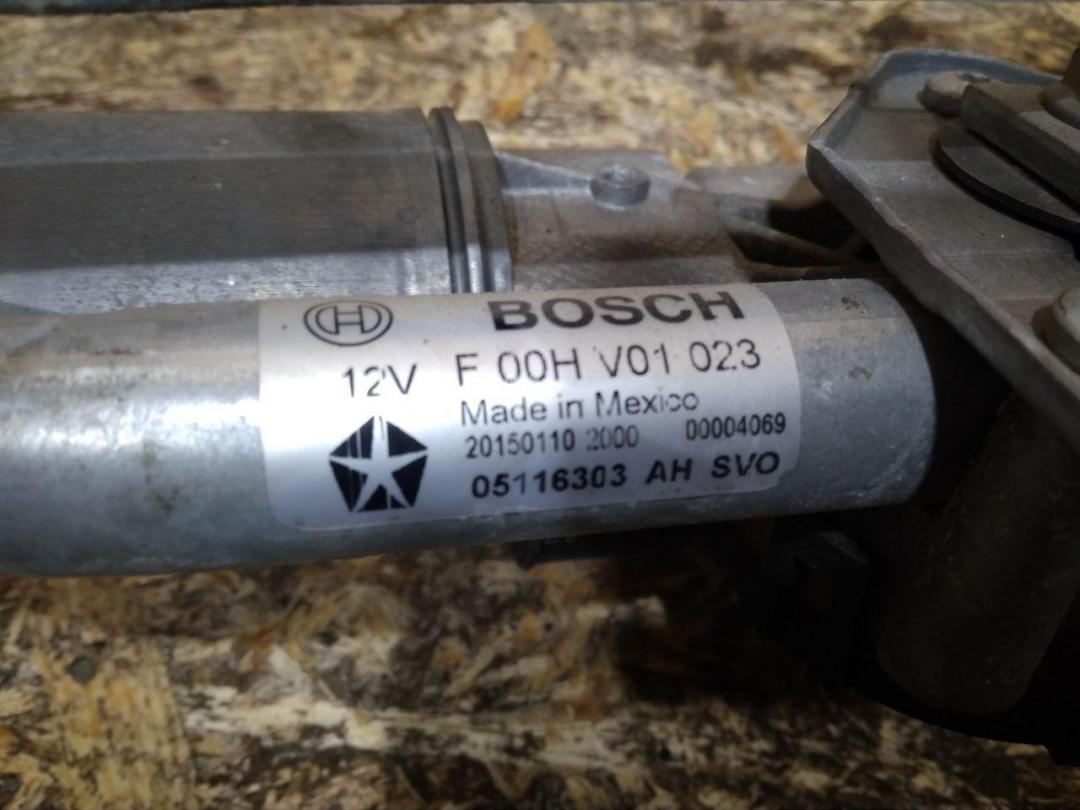 BOSCH
12V F 00H V01 023
Made in Mexico
20150110 2000 00004069
05116303 AH SVO